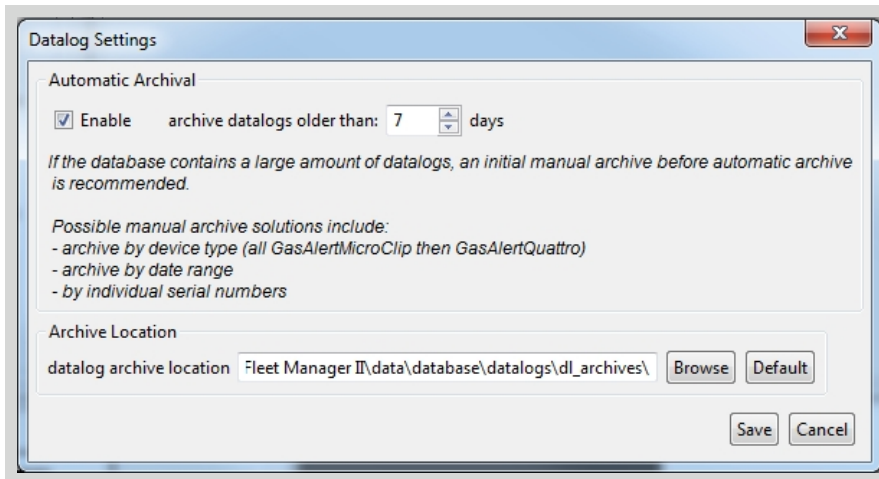 Datalog Settings
Automatic Archival
Enable archive datalogs older than: 7 days
If the database contains a large amount of datalogs, an initial manual archive before automatic archive
is recommended.
Possible manual archive solutions include:
- archive by device type (all GasAlertMicroClip then GasAlertQuattro)
- archive by date range
- by individual serial numbers
Archive Location
datalog archive location Fleet Manager II\data\database\datalogs\dl_archives\ Browse Default
Save Cancel